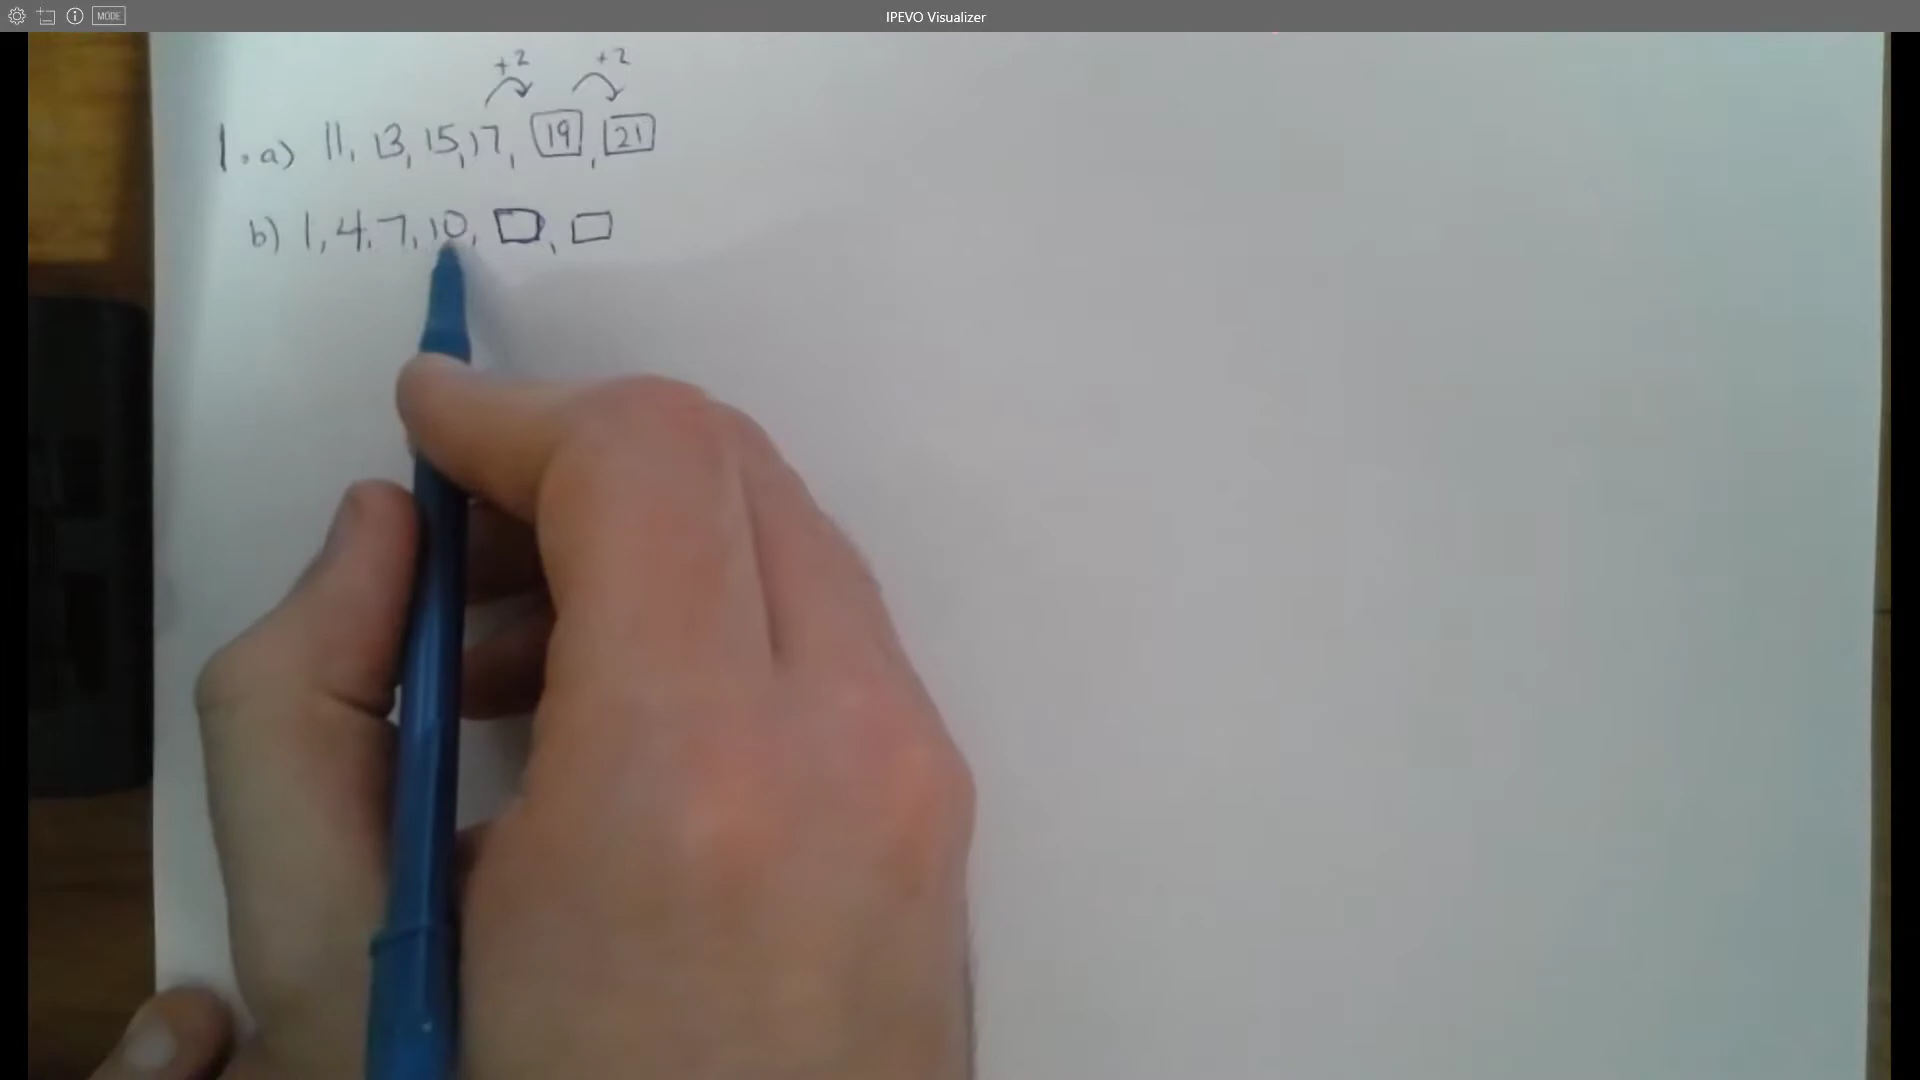 MODE
IPEVO Visualizer
+2 +2
1. a) 11, 13, 15, 17, 19, 21
b) 1, 4, 7, 10, □, □